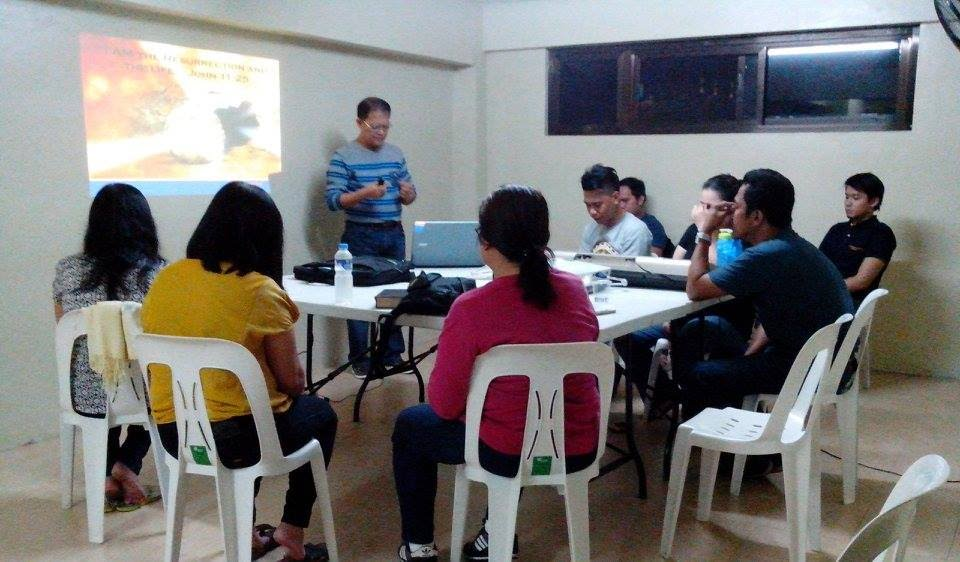 I AM THE RESURRECTION AND
THE LIFE. JOHN 11:25